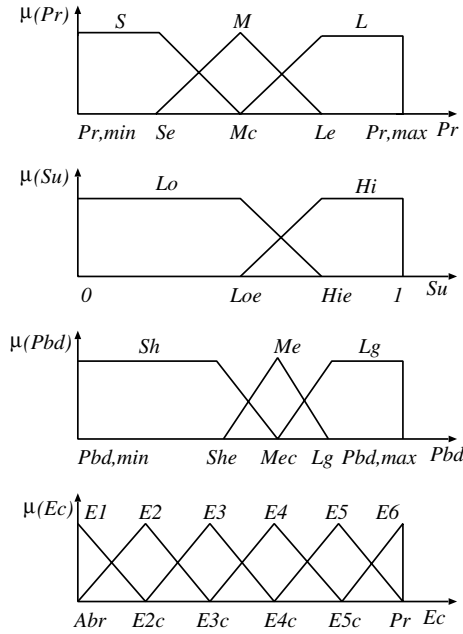 μ(Pr) S M L
Pr,min Se Mc Le Pr,max Pr
μ(Su) Lo Hi
0 Loe Hie 1 Su
μ(Pbd) Sh Me Lg
Pbd,min She Mec Lg Pbd,max Pbd
μ(Ec) E1 E2 E3 E4 E5 E6
Abr E2c E3c E4c E5c Pr Ec